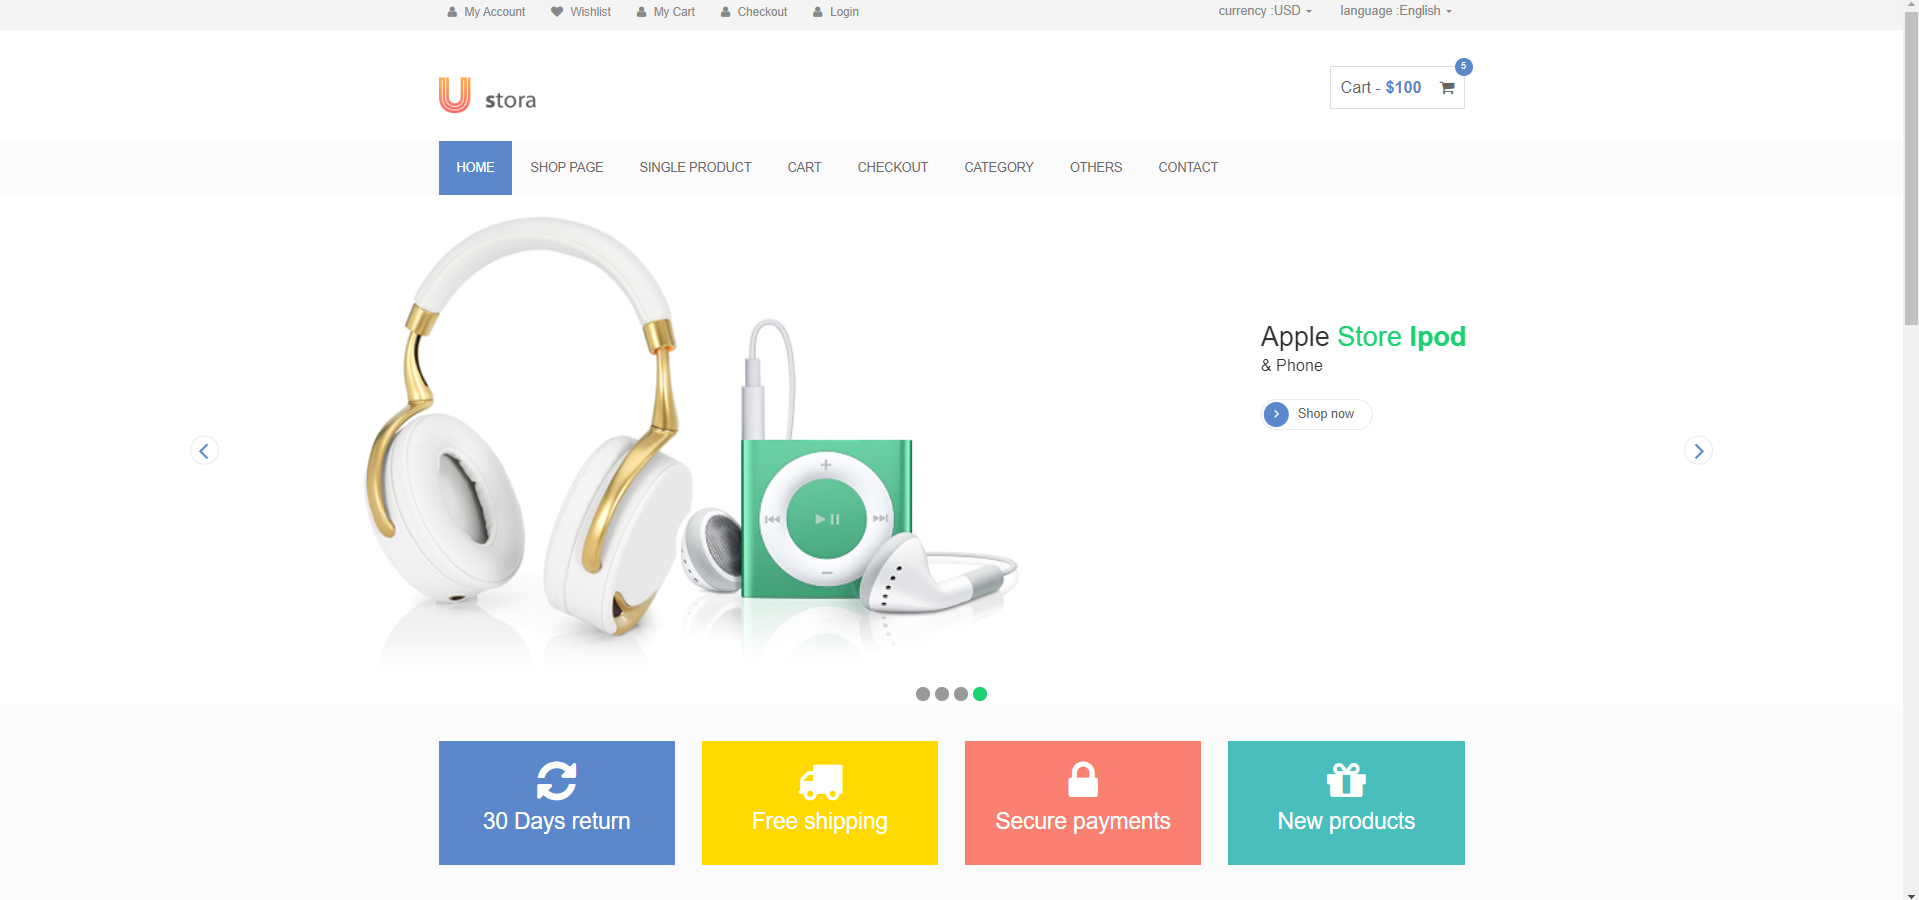 My Account Wishlist My Cart Checkout Login currency :USD language :English
U stora
Cart - $100 5
HOME SHOP PAGE SINGLE PRODUCT CART CHECKOUT CATEGORY OTHERS CONTACT
Apple Store Ipod
& Phone
Shop now
30 Days return Free shipping Secure payments New products